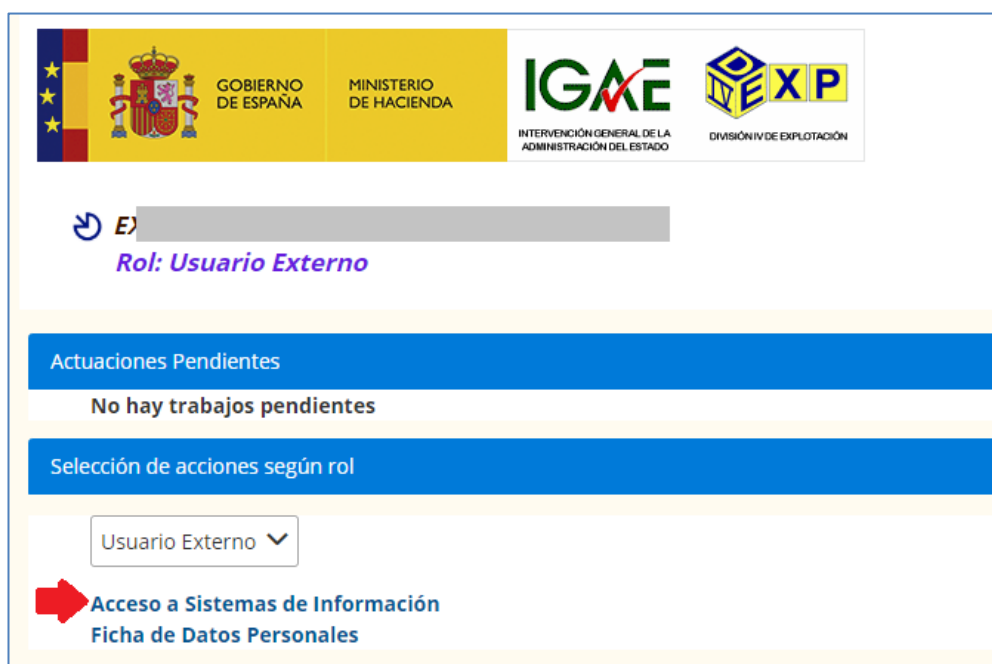 GOBIERNO
DE ESPAÑA
MINISTERIO
DE HACIENDA
IGAE
INTERVENCIÓN GENERAL DE LA
ADMINISTRACIÓN DEL ESTADO
DIV EXP
DIVISIÓN IV DE EXPLOTACIÓN
Rol: Usuario Externo
Actuaciones Pendientes
No hay trabajos pendientes
Selección de acciones según rol
Usuario Externo
Acceso a Sistemas de Información
Ficha de Datos Personales